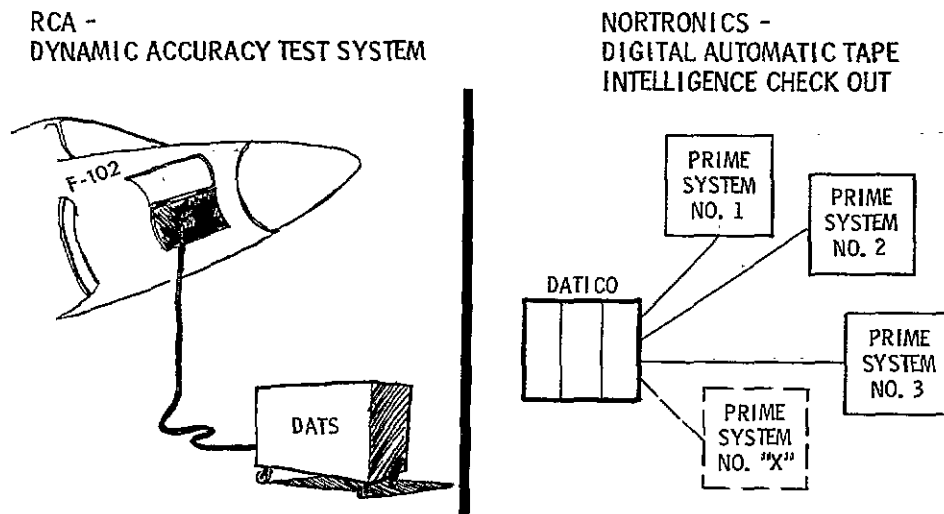 RCA -
DYNAMIC ACCURACY TEST SYSTEM
F-102
DATS
NORTRONICS -
DIGITAL AUTOMATIC TAPE
INTELLIGENCE CHECK OUT
PRIME
SYSTEM
NO. 1
PRIME
SYSTEM
NO. 2
DATICO
PRIME
SYSTEM
NO. 3
PRIME
SYSTEM
NO. "X"